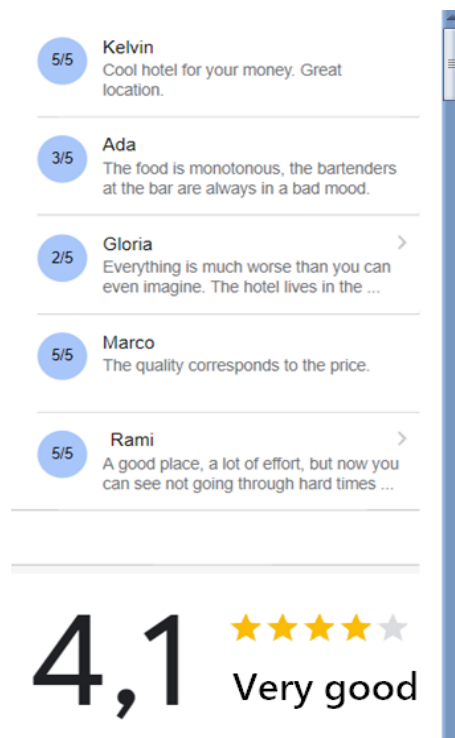 5/5
Kelvin
Cool hotel for your money. Great
location.
3/5
Ada
The food is monotonous, the bartenders
at the bar are always in a bad mood.
2/5
Gloria
Everything is much worse than you can
even imagine. The hotel lives in the ...
5/5
Marco
The quality corresponds to the price.
5/5
Rami
A good place, a lot of effort, but now you
can see not going through hard times ...
4,1
Very good